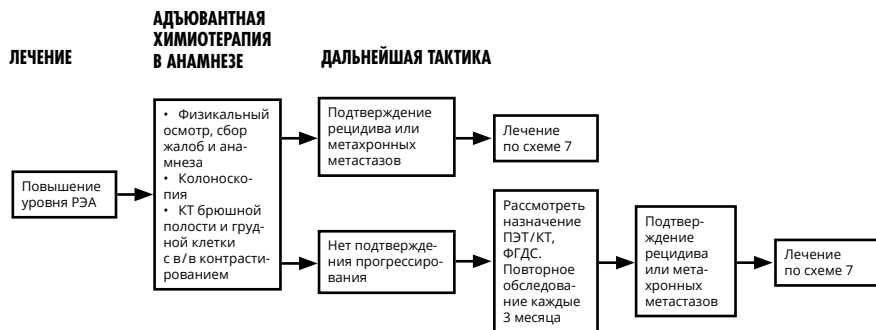 ЛЕЧЕНИЕ
АДЪЮВАНТНАЯ
ХИМИОТЕРАПИЯ
В АНАМНЕЗЕ
ДАЛЬНЕЙШАЯ ТАКТИКА
Повышение
уровня РЭА
• Физикальный
осмотр, сбор
жалоб и ана-
мнеза
• Колоноско-
пия
• КТ брюшной
полости и груд-
ной клетки
с в/в контрасти-
рованием
Подтверждение
рецидива или
метахронных
метастазов
Лечение
по схеме 7
Нет подтвержде-
ния прогрессиро-
вания
Рассмотреть
назначение
ПЭТ/КТ,
ФГДС.
Повторное
обследов-
ание каждые
3 месяца
Подтвер-
ждение
рецидива
или мета-
хронных
метастазов
Лечение
по схеме 7